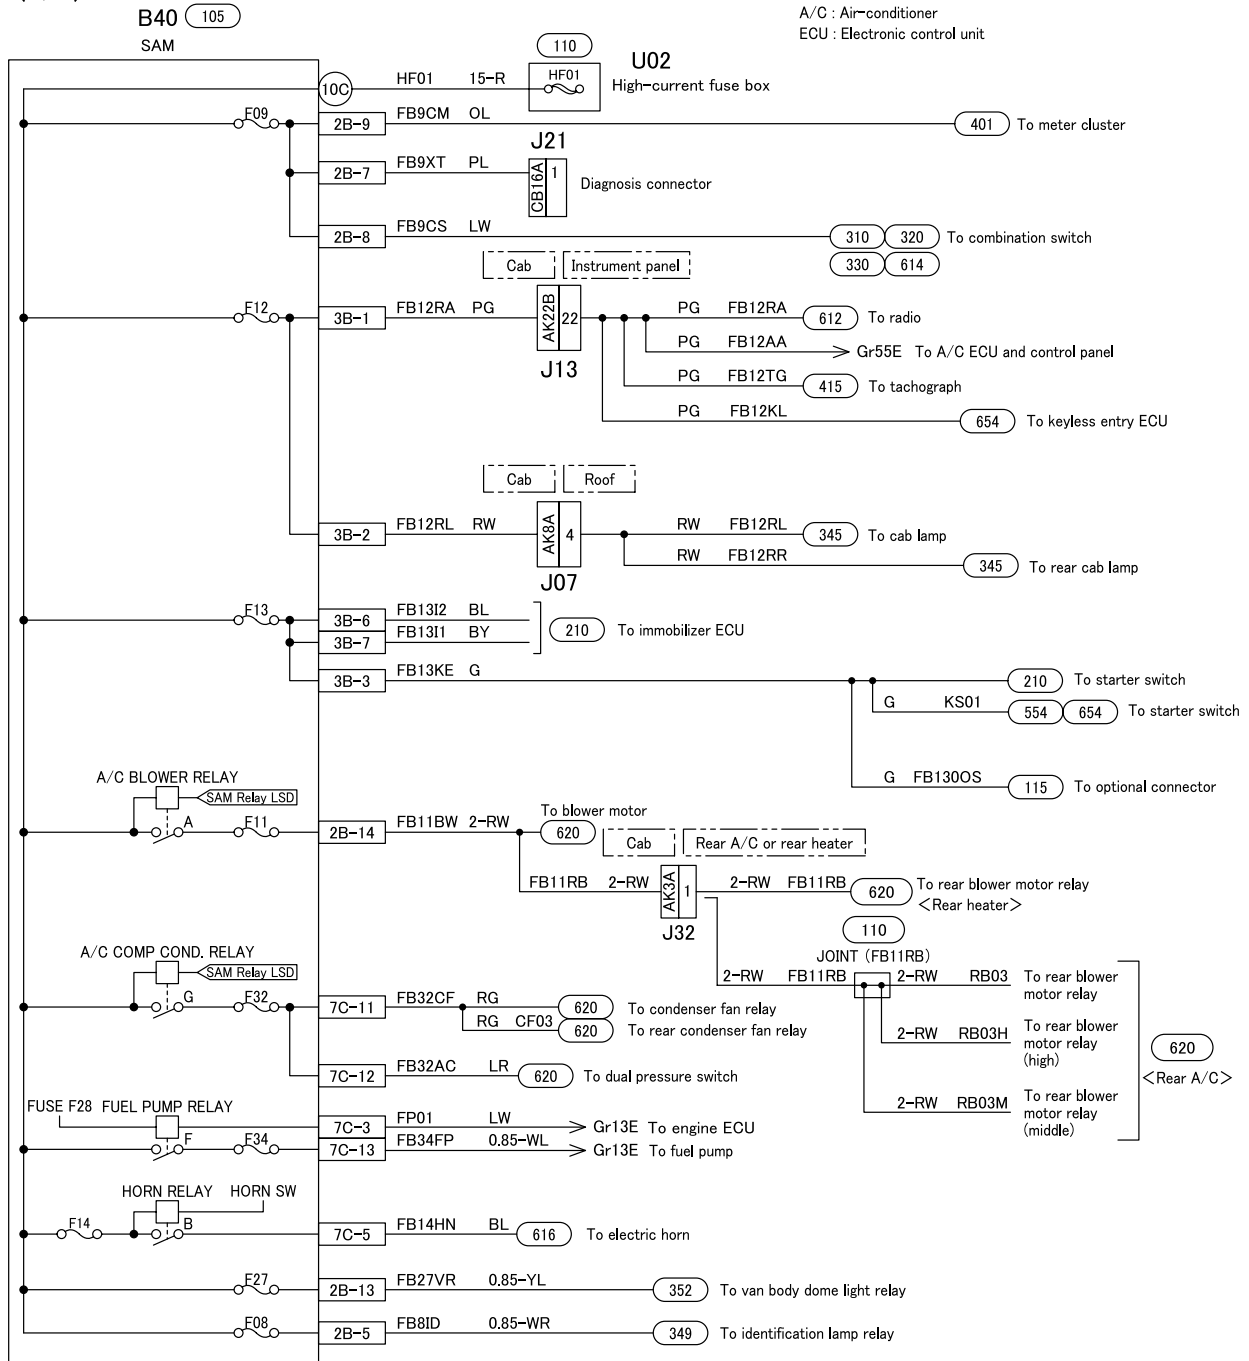 B40 105
SAM
A/C : Air-conditioner
ECU : Electronic control unit
110
U02
HF01
High-current fuse box
10C HF01 15-R
F09
2B-9 FB9CM OL 401 To meter cluster
J21
2B-7 FB9XT PL CB16A 1 Diagnosis connector
2B-8 FB9CS LW 310 320 To combination switch
330 614
Cab Instrument panel
F12
3B-1 FB12RA PG AK22B 22 PG FB12RA 612 To radio
PG FB12AA Gr55E To A/C ECU and control panel
J13
PG FB12TG 415 To tachograph
PG FB12KL 654 To keyless entry ECU
Cab Roof
3B-2 FB12RL RW AK8A 4 RW FB12RL 345 To cab lamp
RW FB12RR 345 To rear cab lamp
J07
F13
3B-6 FB13I2 BL
210 To immobilizer ECU
3B-7 FB13I1 BY
3B-3 FB13KE G 210 To starter switch
G KS01 554 654 To starter switch
G FB13OOS 115 To optional connector
A/C BLOWER RELAY
SAM Relay LSD
A F11
2B-14 FB11BW 2-RW
To blower motor
620
Cab Rear A/C or rear heater
FB11RB 2-RW AK3A 1 2-RW FB11RB 620 To rear blower motor relay
<Rear heater>
J32
110
JOINT (FB11RB)
2-RW FB11RB 2-RW RB03 To rear blower
motor relay
2-RW RB03H To rear blower
motor relay
(high)
620
<Rear A/C>
2-RW RB03M To rear blower
motor relay
(middle)
A/C COMP COND. RELAY
SAM Relay LSD
G F32
7C-11 FB32CF RG 620 To condenser fan relay
RG CF03 620 To rear condenser fan relay
7C-12 FB32AC LR 620 To dual pressure switch
FUSE F28 FUEL PUMP RELAY
7C-3 FP01 LW Gr13E To engine ECU
F F34
7C-13 FB34FP 0.85-WL Gr13E To fuel pump
HORN RELAY HORN SW
F14 B
7C-5 FB14HN BL 616 To electric horn
F27
2B-13 FB27VR 0.85-YL 352 To van body dome light relay
F08
2B-5 FB8ID 0.85-WR 349 To identification lamp relay